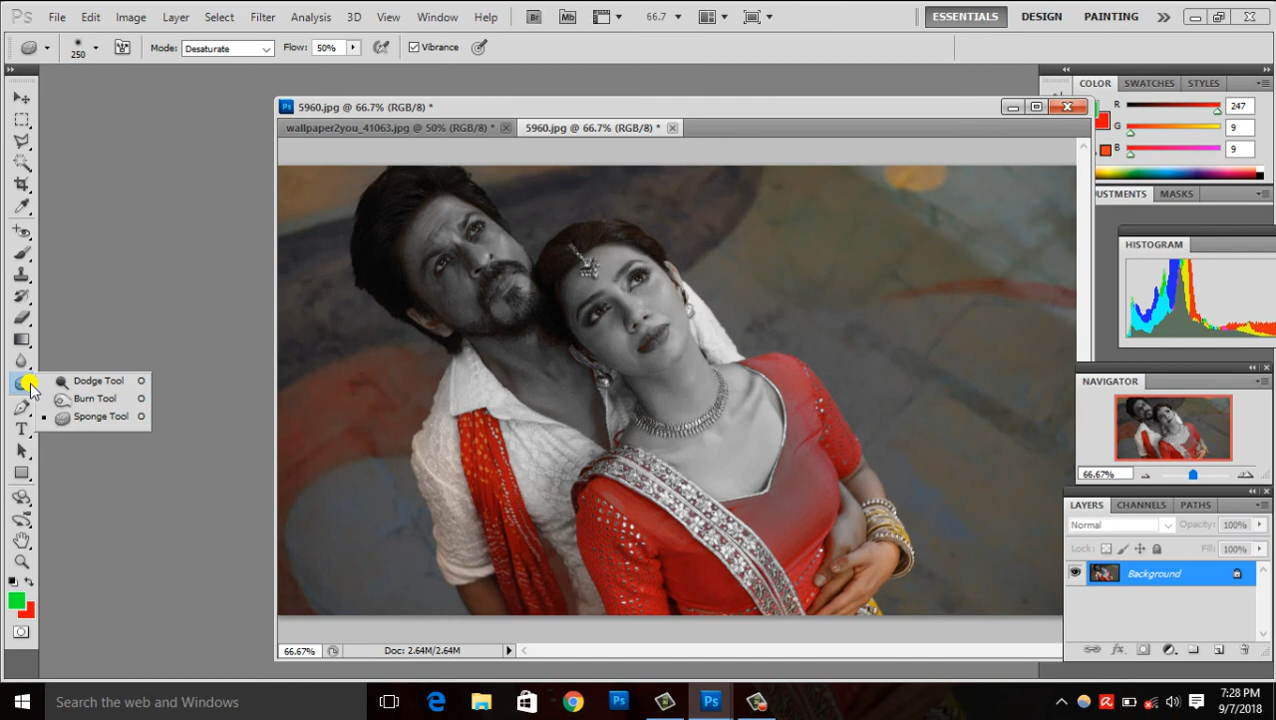 Ps File Edit Image Layer Select Filter Analysis 3D View Window Help Br Mb 66.7 ESSENTIALS DESIGN PAINTING
250 Mode: Desaturate Flow: 50% Vibrance
COLOR SWATCHES STYLES
R 247
G 9
B 9
5960.jpg @ 66.7% (RGB/8) *
wallpaper2you_41063.jpg @ 50% (RGB/8) * 5960.jpg @ 66.7% (RGB/8) *
USTMENTS MASKS
HISTOGRAM
Dodge Tool O
Burn Tool O
Sponge Tool O
NAVIGATOR
66.67%
LAYERS CHANNELS PATHS
Normal Opacity: 100%
Lock: Fill: 100%
Background
66.67% Doc: 2.64M/2.64M
Search the web and Windows
Ps Ps
7:28 PM
9/7/2018